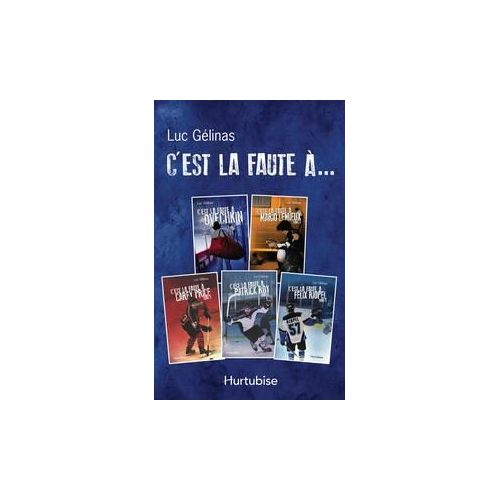 Luc Gélinas
C'EST LA FAUTE À...
C'EST LA FAUTE À
OVECHKIN
C'EST LA FAUTE À
MARIO LEMIEUX
C'EST LA FAUTE À
CAREY PRICE
C'EST LA FAUTE À
PATRICK ROY
C'EST LA FAUTE À
FÉLIX RIOPEL
57
Hurtubise